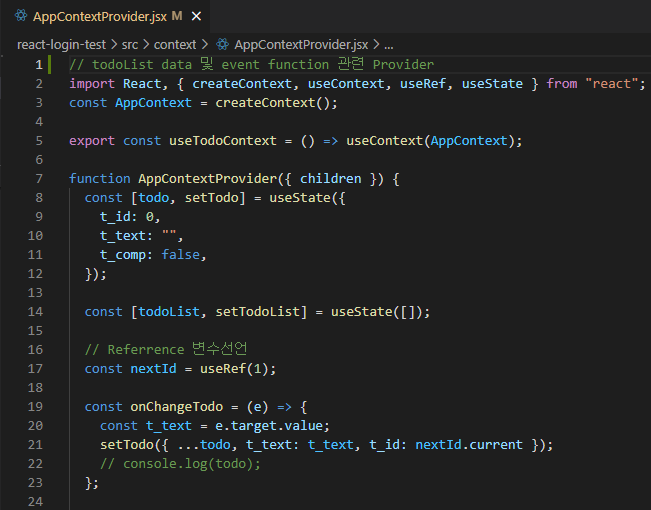 AppContextProvider.jsx M ×
react-login-test > src > context > AppContextProvider.jsx > ...
1 // todoList data 및 event function 관련 Provider
2 import React, { createContext, useContext, useRef, useState } from "react";
3 const AppContext = createContext();
4
5 export const useTodoContext = () => useContext(AppContext);
6
7 function AppContextProvider({ children }) {
8   const [todo, setTodo] = useState({
9     t_id: 0,
10     t_text: "",
11     t_comp: false,
12   });
13
14   const [todoList, setTodoList] = useState([]);
15
16   // Referrence 변수선언
17   const nextId = useRef(1);
18
19   const onChangeTodo = (e) => {
20     const t_text = e.target.value;
21     setTodo({ ...todo, t_text: t_text, t_id: nextId.current });
22     // console.log(todo);
23   };
24